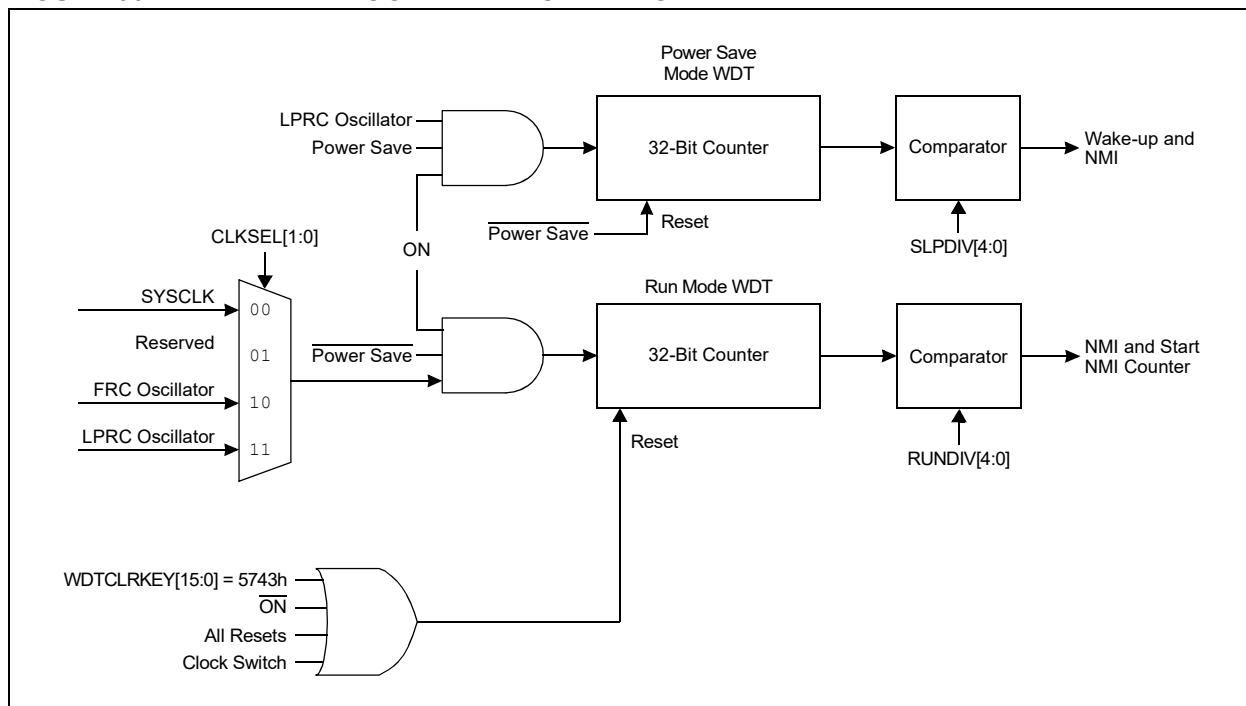 Power Save
Mode WDT
LPRC Oscillator
Power Save
32-Bit Counter
Comparator
Wake-up and
NMI
Power Save
Reset
SLPDIV[4:0]
CLKSEL[1:0]
ON
Run Mode WDT
SYSCLK
00
Reserved
01
Power Save
32-Bit Counter
Comparator
NMI and Start
NMI Counter
FRC Oscillator
10
LPRC Oscillator
11
Reset
RUNDIV[4:0]
WDTCLRKEY[15:0] = 5743h
ON
All Resets
Clock Switch